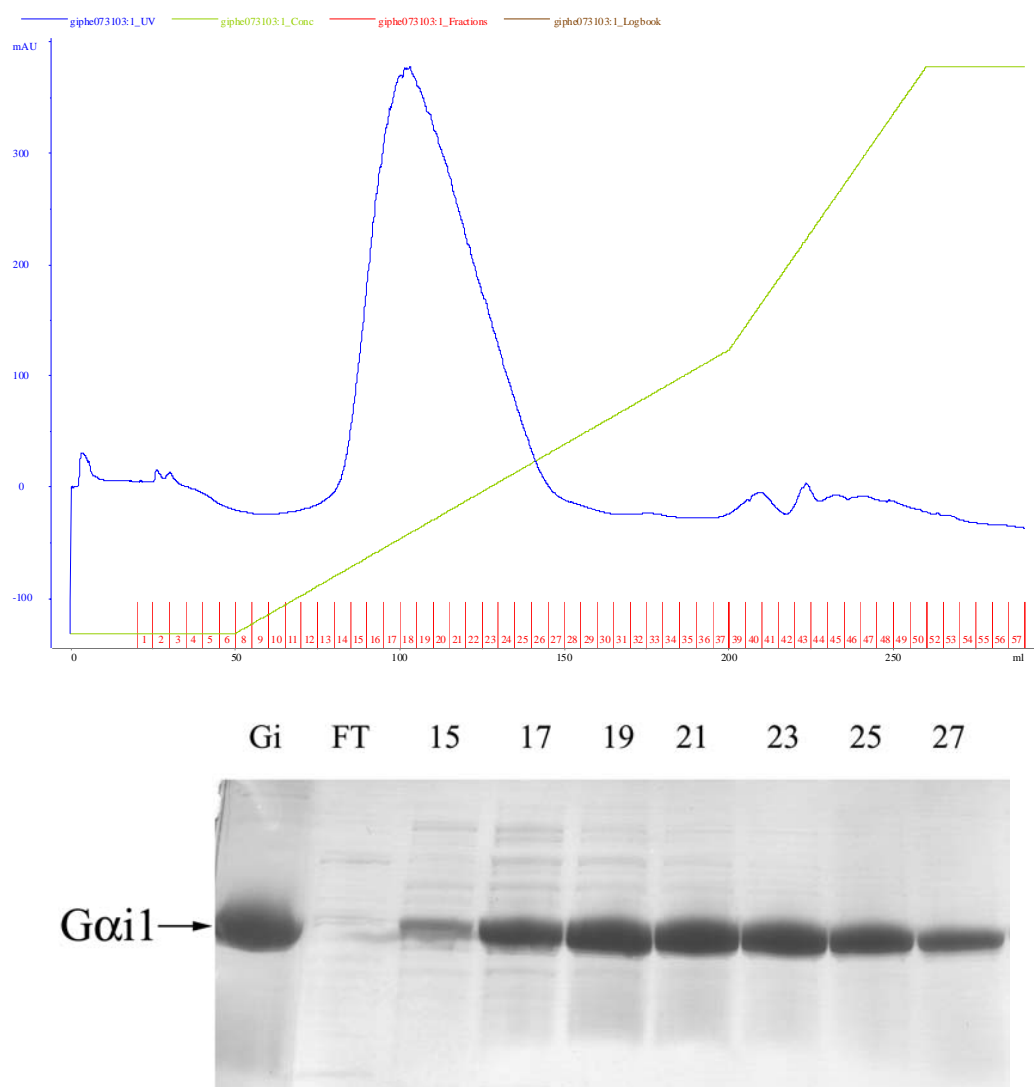 giphe073103:1_UV giphe073103:1_Conc giphe073103:1_Fractions giphe073103:1_Logbook
mAU
300
200
100
0
-100
1 2 3 4 5 6 8 9 10 11 12 13 14 15 16 17 18 19 20 21 22 23 24 25 26 27 28 29 30 31 32 33 34 35 36 37 39 40 41 42 43 44 45 46 47 48 49 50 52 53 54 55 56 57
0 50 100 150 200 250 ml
Gi FT 15 17 19 21 23 25 27
Gαi1